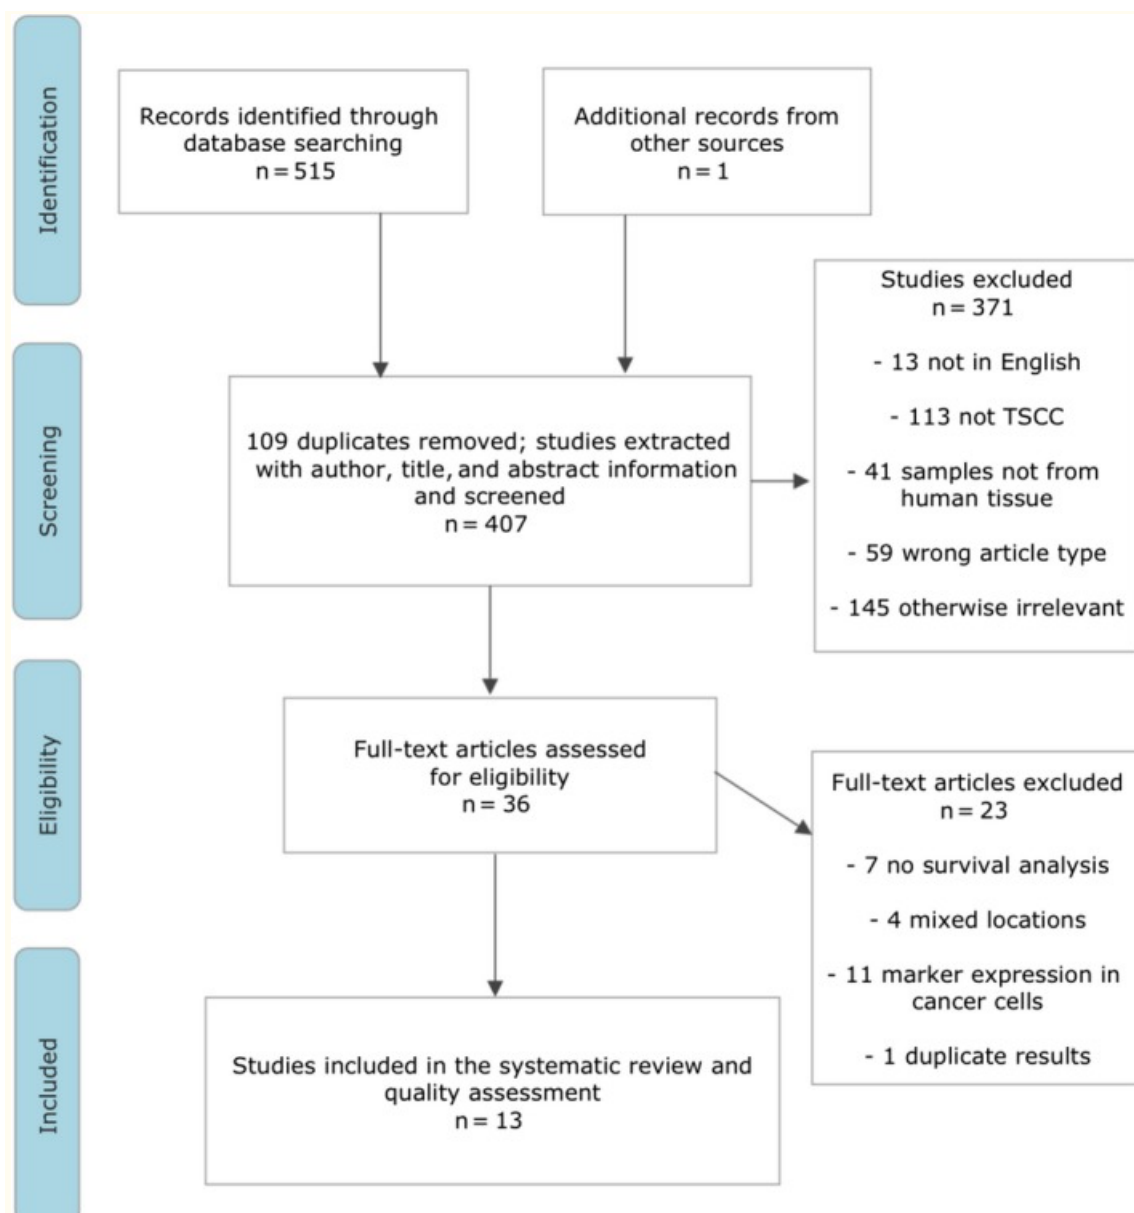 Identification
Records identified through
database searching
n = 515
Additional records from
other sources
n = 1
Studies excluded
n = 371
- 13 not in English
- 113 not TSCC
- 41 samples not from
human tissue
- 59 wrong article type
- 145 otherwise irrelevant
Screening
109 duplicates removed; studies extracted
with author, title, and abstract information
and screened
n = 407
Eligibility
Full-text articles assessed
for eligibility
n = 36
Full-text articles excluded
n = 23
- 7 no survival analysis
- 4 mixed locations
- 11 marker expression in
cancer cells
- 1 duplicate results
Included
Studies included in the systematic review and
quality assessment
n = 13